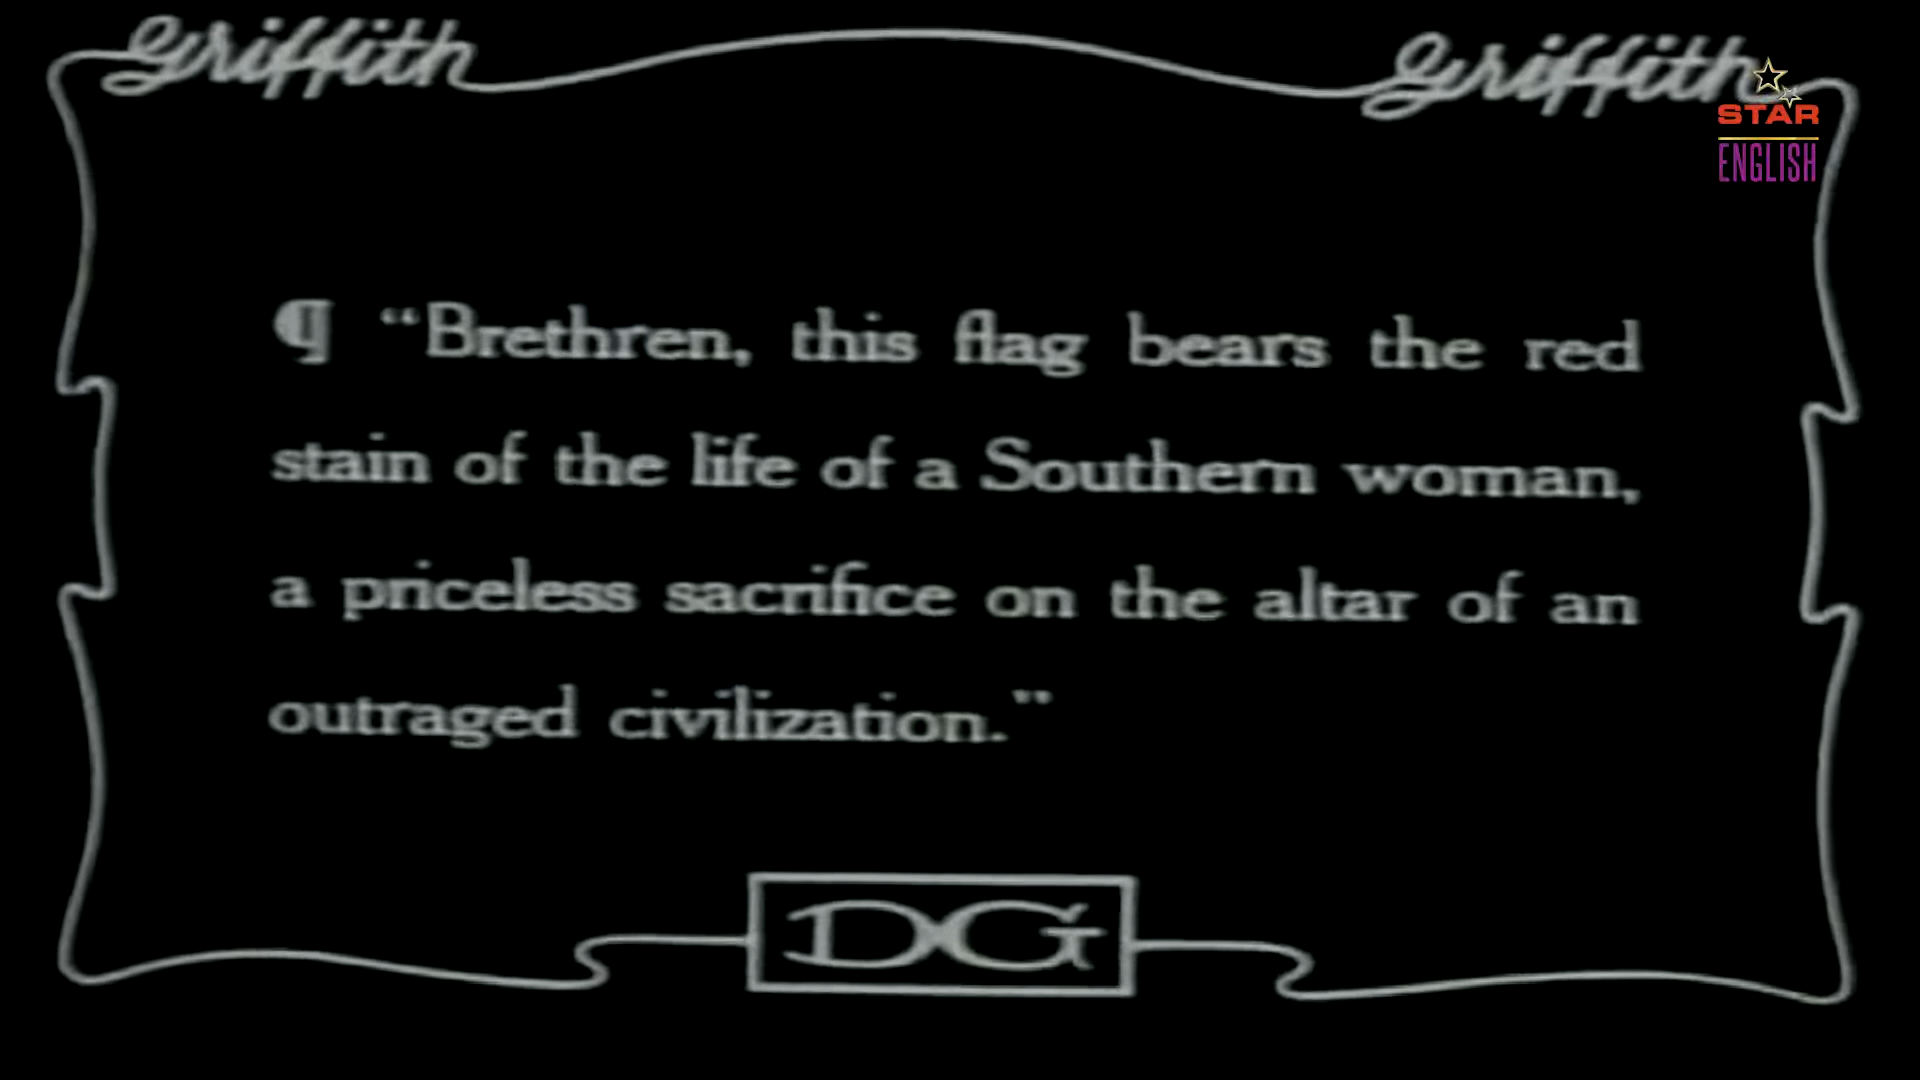 Griffith Griffith
STAR
ENGLISH
¶ “Brethren, this flag bears the red
stain of the life of a Southern woman,
a priceless sacrifice on the altar of an
outraged civilization.”
DG